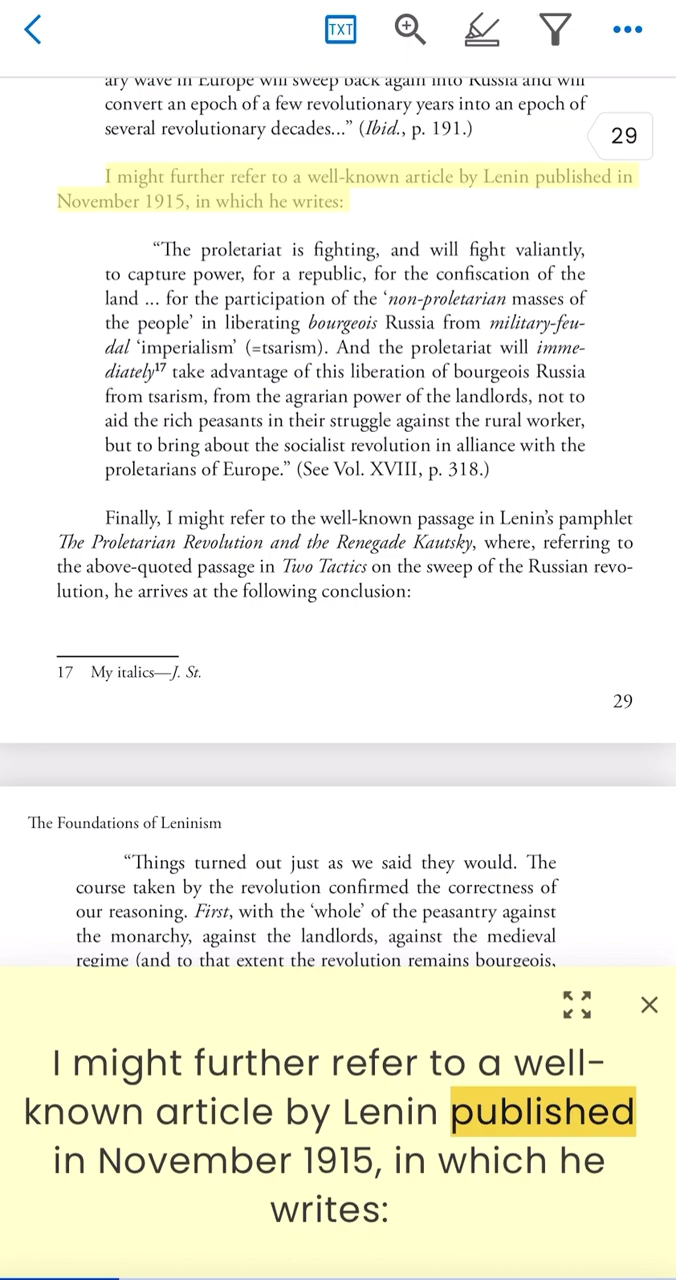 TXT
ary wave in Europe will sweep back again into Russia and will
convert an epoch of a few revolutionary years into an epoch of
several revolutionary decades...” (Ibid., p. 191.)
29
I might further refer to a well-known article by Lenin published in
November 1915, in which he writes:
“The proletariat is fighting, and will fight valiantly,
to capture power, for a republic, for the confiscation of the
land ... for the participation of the ‘non-proletarian masses of
the people’ in liberating bourgeois Russia from military-feu-
dal ‘imperialism’ (=tsarism). And the proletariat will imme-
diately17 take advantage of this liberation of bourgeois Russia
from tsarism, from the agrarian power of the landlords, not to
aid the rich peasants in their struggle against the rural worker,
but to bring about the socialist revolution in alliance with the
proletarians of Europe.” (See Vol. XVIII, p. 318.)
Finally, I might refer to the well-known passage in Lenin’s pamphlet
The Proletarian Revolution and the Renegade Kautsky, where, referring to
the above-quoted passage in Two Tactics on the sweep of the Russian revo-
lution, he arrives at the following conclusion:
17 My italics—J. St.
29
The Foundations of Leninism
“Things turned out just as we said they would. The
course taken by the revolution confirmed the correctness of
our reasoning. First, with the ‘whole’ of the peasantry against
the monarchy, against the landlords, against the medieval
regime (and to that extent the revolution remains bourgeois,
I might further refer to a well-
known article by Lenin published
in November 1915, in which he
writes: